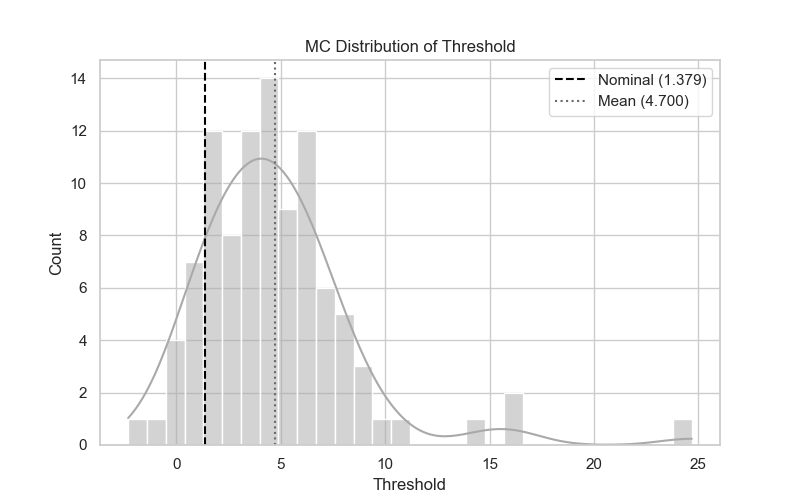 MC Distribution of Threshold
Nominal (1.379)
Mean (4.700)
Count
14
12
10
8
6
4
2
0
0
5
10
15
20
25
Threshold